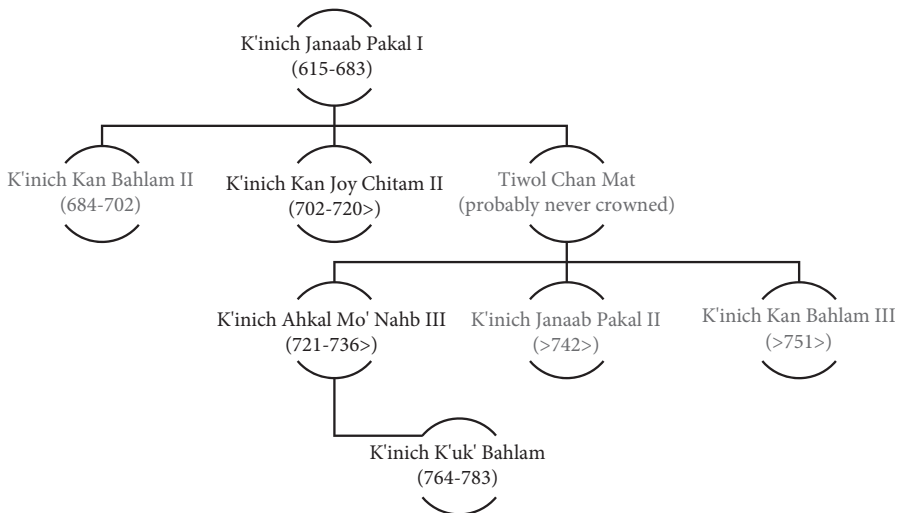 K'inich Janaab Pakal I
(615-683)
K'inich Kan Bahlam II
(684-702)
K'inich Kan Joy Chitam II
(702-720>)
Tiwol Chan Mat
(probably never crowned)
K'inich Ahkal Mo' Nahb III
(721-736>)
K'inich Janaab Pakal II
(>742>)
K'inich Kan Bahlam III
(>751>)
K'inich K'uk' Bahlam
(764-783)